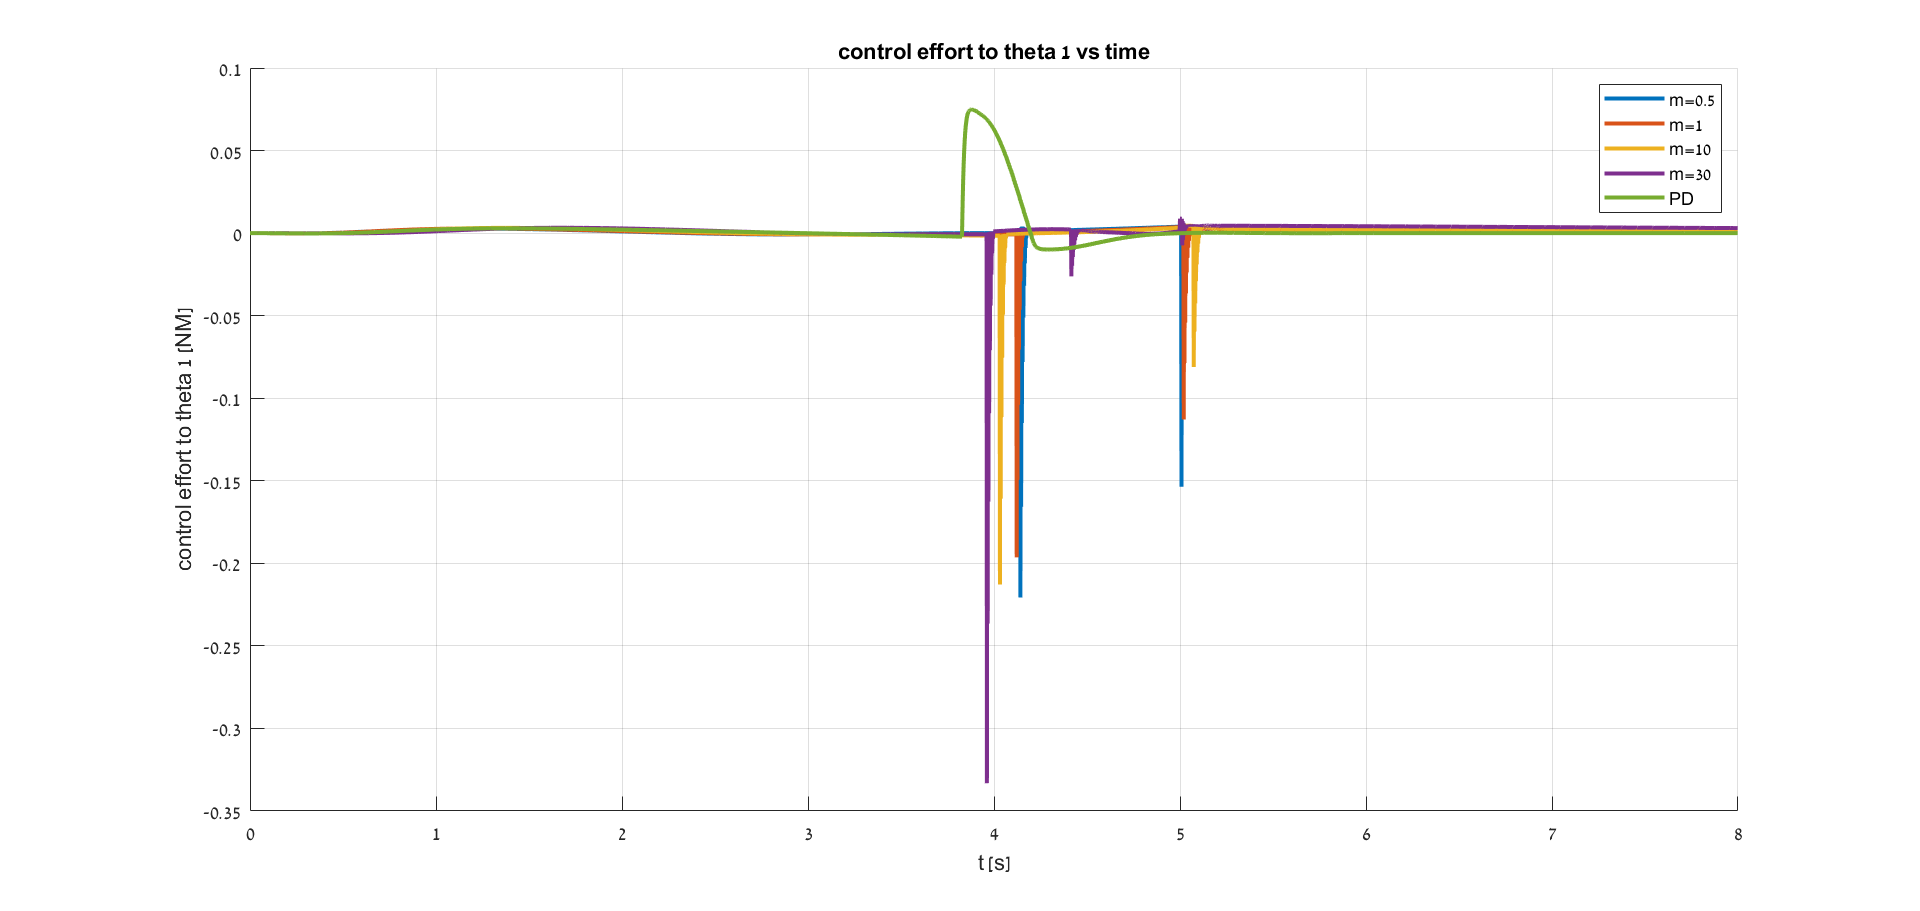 control effort to theta 1 vs time
0.1
0.05
0
-0.05
-0.1
-0.15
-0.2
-0.25
-0.3
-0.35
control effort to theta 1 [NM]
m=0.5
m=1
m=10
m=30
PD
0 1 2 3 4 5 6 7 8
t [s]